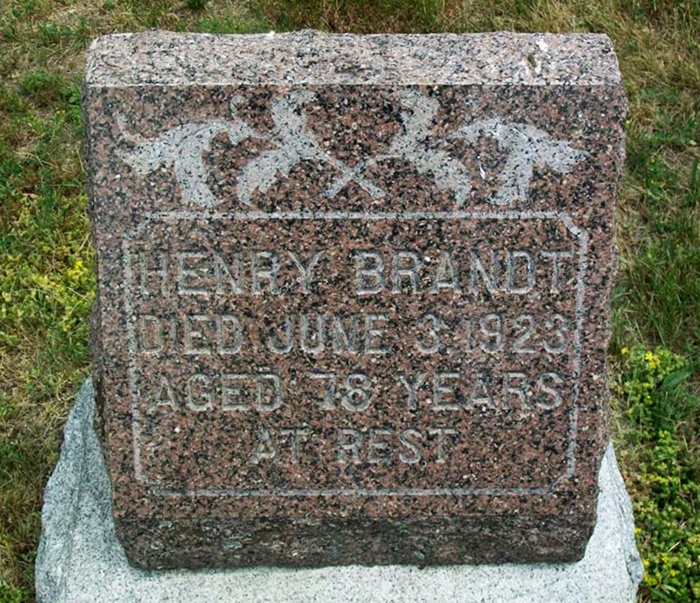 HENRY BRANDT
DIED JUNE 3, 1923
AGED 78 YEARS
AT REST